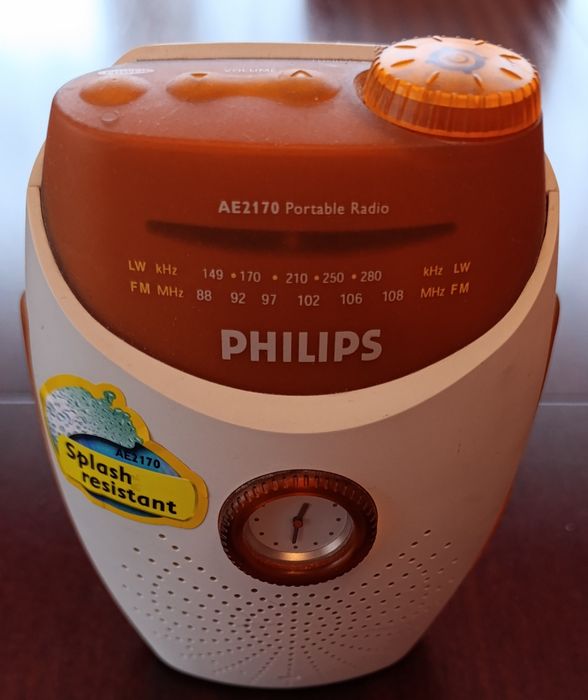 VOLUME
AE2170 Portable Radio
LW kHz 149 • 170 • 210 • 250 • 280 kHz LW
FM MHz 88 92 97 102 106 108 MHz FM
PHILIPS
AE2170
Splash
resistant